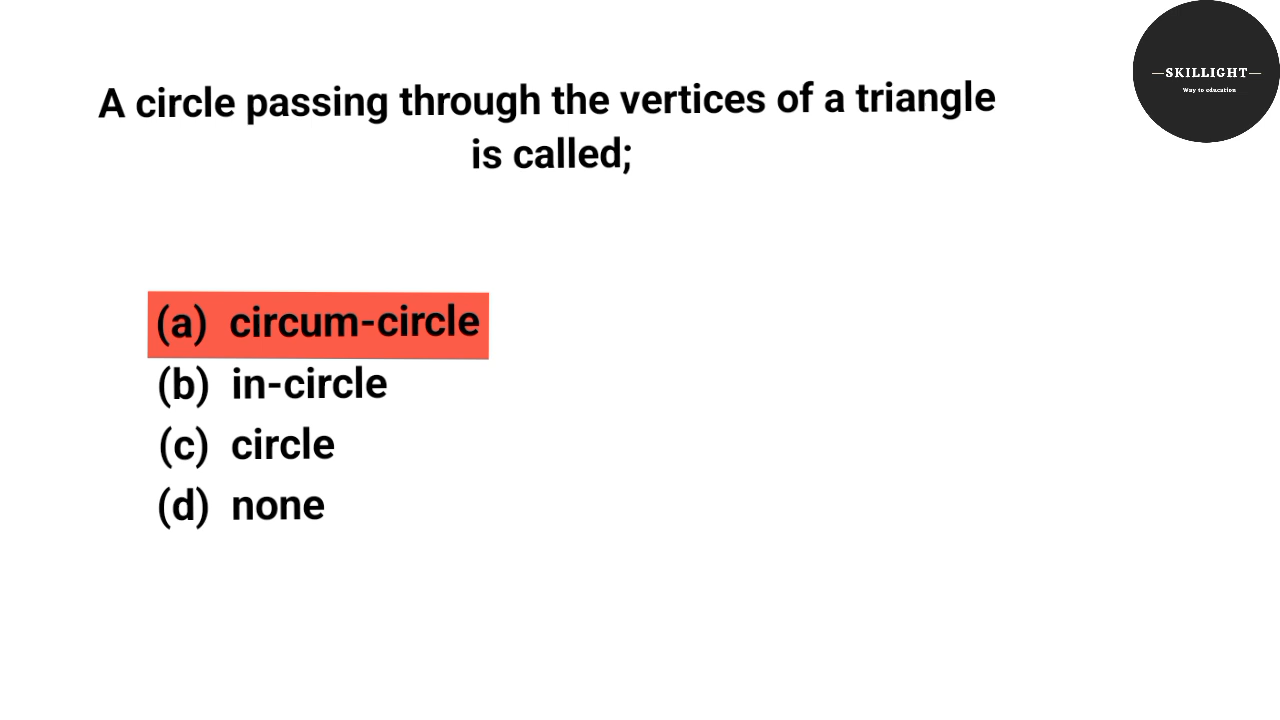 —SKILLIGHT—
Way to education
A circle passing through the vertices of a triangle
is called;
(a) circum-circle
(b) in-circle
(c) circle
(d) none